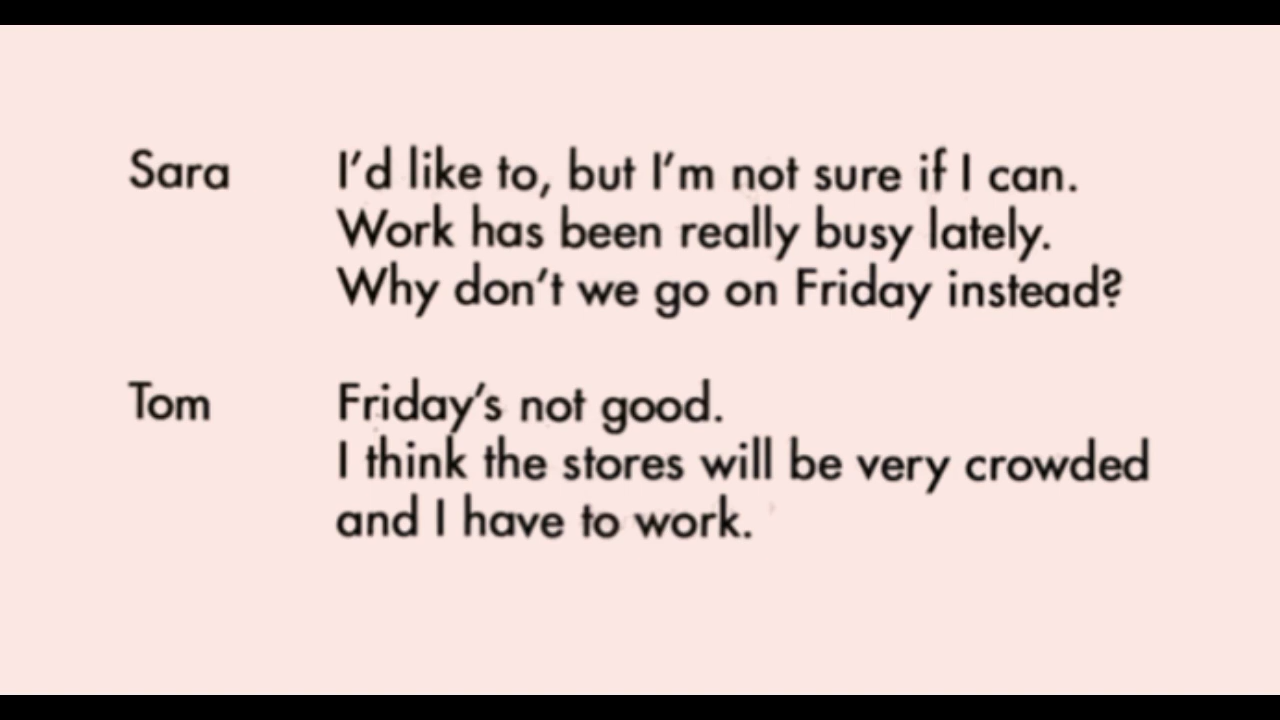 Sara I'd like to, but I'm not sure if I can.
Work has been really busy lately.
Why don't we go on Friday instead?
Tom Friday's not good.
I think the stores will be very crowded
and I have to work.